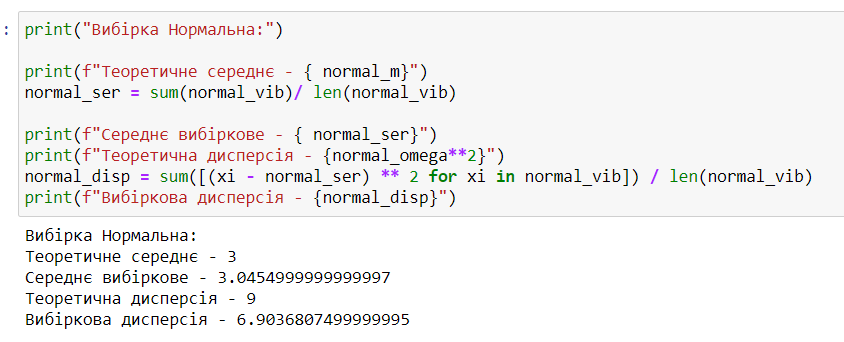 : print("Вибірка Нормальна:")
print(f"Теоретичне середнє - { normal_m}")
normal_ser = sum(normal_vib)/ len(normal_vib)
print(f"Середнє вибіркове - { normal_ser}")
print(f"Теоретична дисперсія - {normal_omega**2}")
normal_disp = sum([(xi - normal_ser) ** 2 for xi in normal_vib]) / len(normal_vib)
print(f"Вибіркова дисперсія - {normal_disp}")
Вибірка Нормальна:
Теоретичне середнє - 3
Середнє вибіркове - 3.0454999999999997
Теоретична дисперсія - 9
Вибіркова дисперсія - 6.9036807499999995